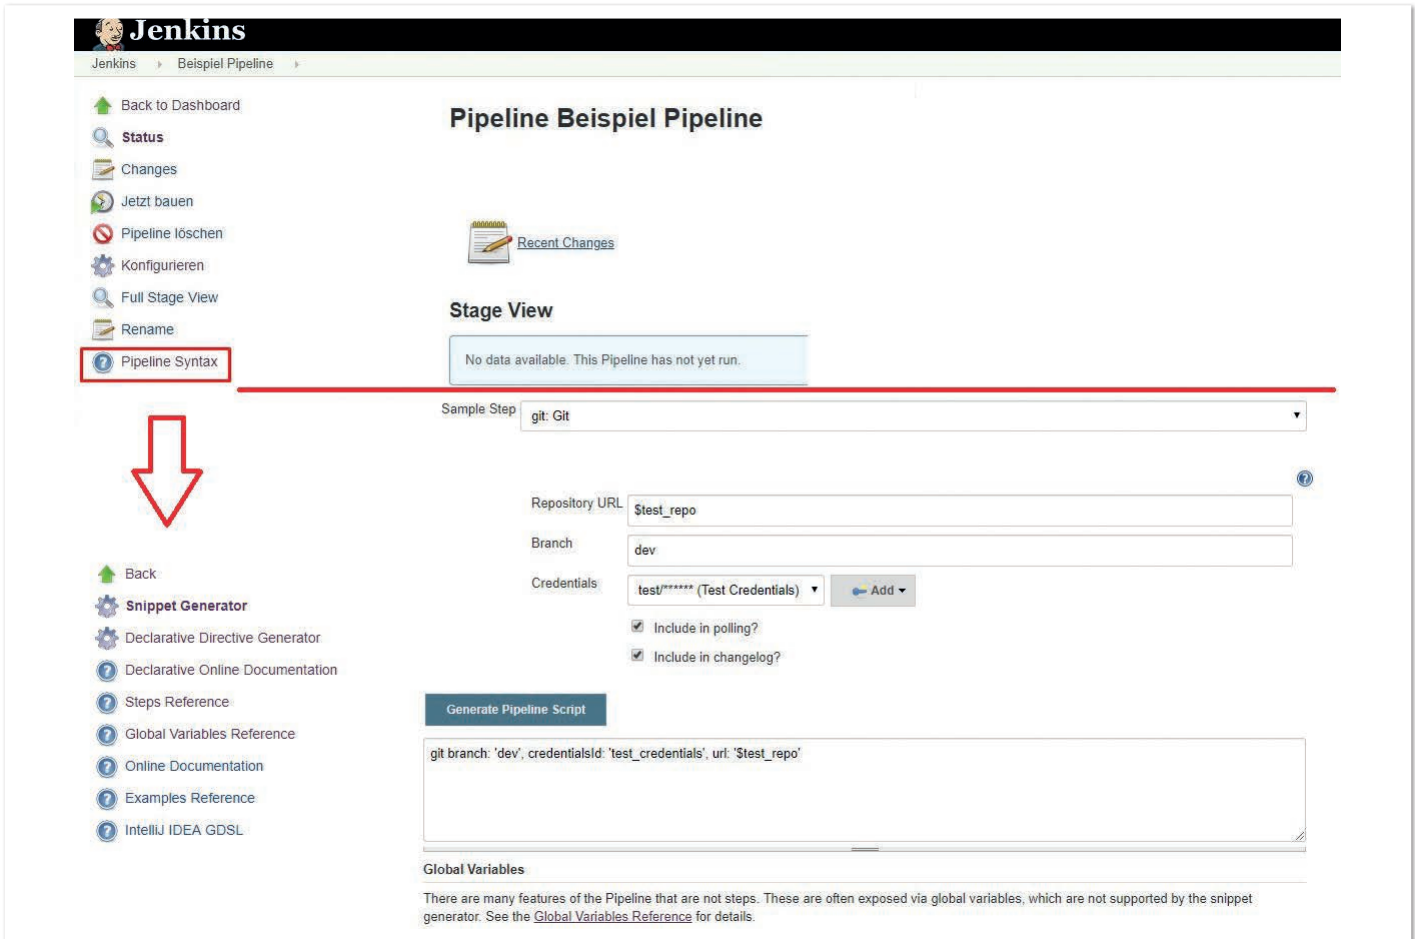 Jenkins
Jenkins Beispiel Pipeline
Back to Dashboard
Status
Changes
Jetzt bauen
Pipeline löschen
Konfigurieren
Full Stage View
Rename
Pipeline Syntax
Pipeline Beispiel Pipeline
Recent Changes
Stage View
No data available. This Pipeline has not yet run.
Sample Step git: Git
Repository URL $test_repo
Branch dev
Credentials test/****** (Test Credentials) Add
Include in polling?
Include in changelog?
Generate Pipeline Script
git branch: 'dev', credentialsId: 'test_credentials', url: '$test_repo'
Back
Snippet Generator
Declarative Directive Generator
Declarative Online Documentation
Steps Reference
Global Variables Reference
Online Documentation
Examples Reference
IntelliJ IDEA GDSL
Global Variables
There are many features of the Pipeline that are not steps. These are often exposed via global variables, which are not supported by the snippet
generator. See the Global Variables Reference for details.